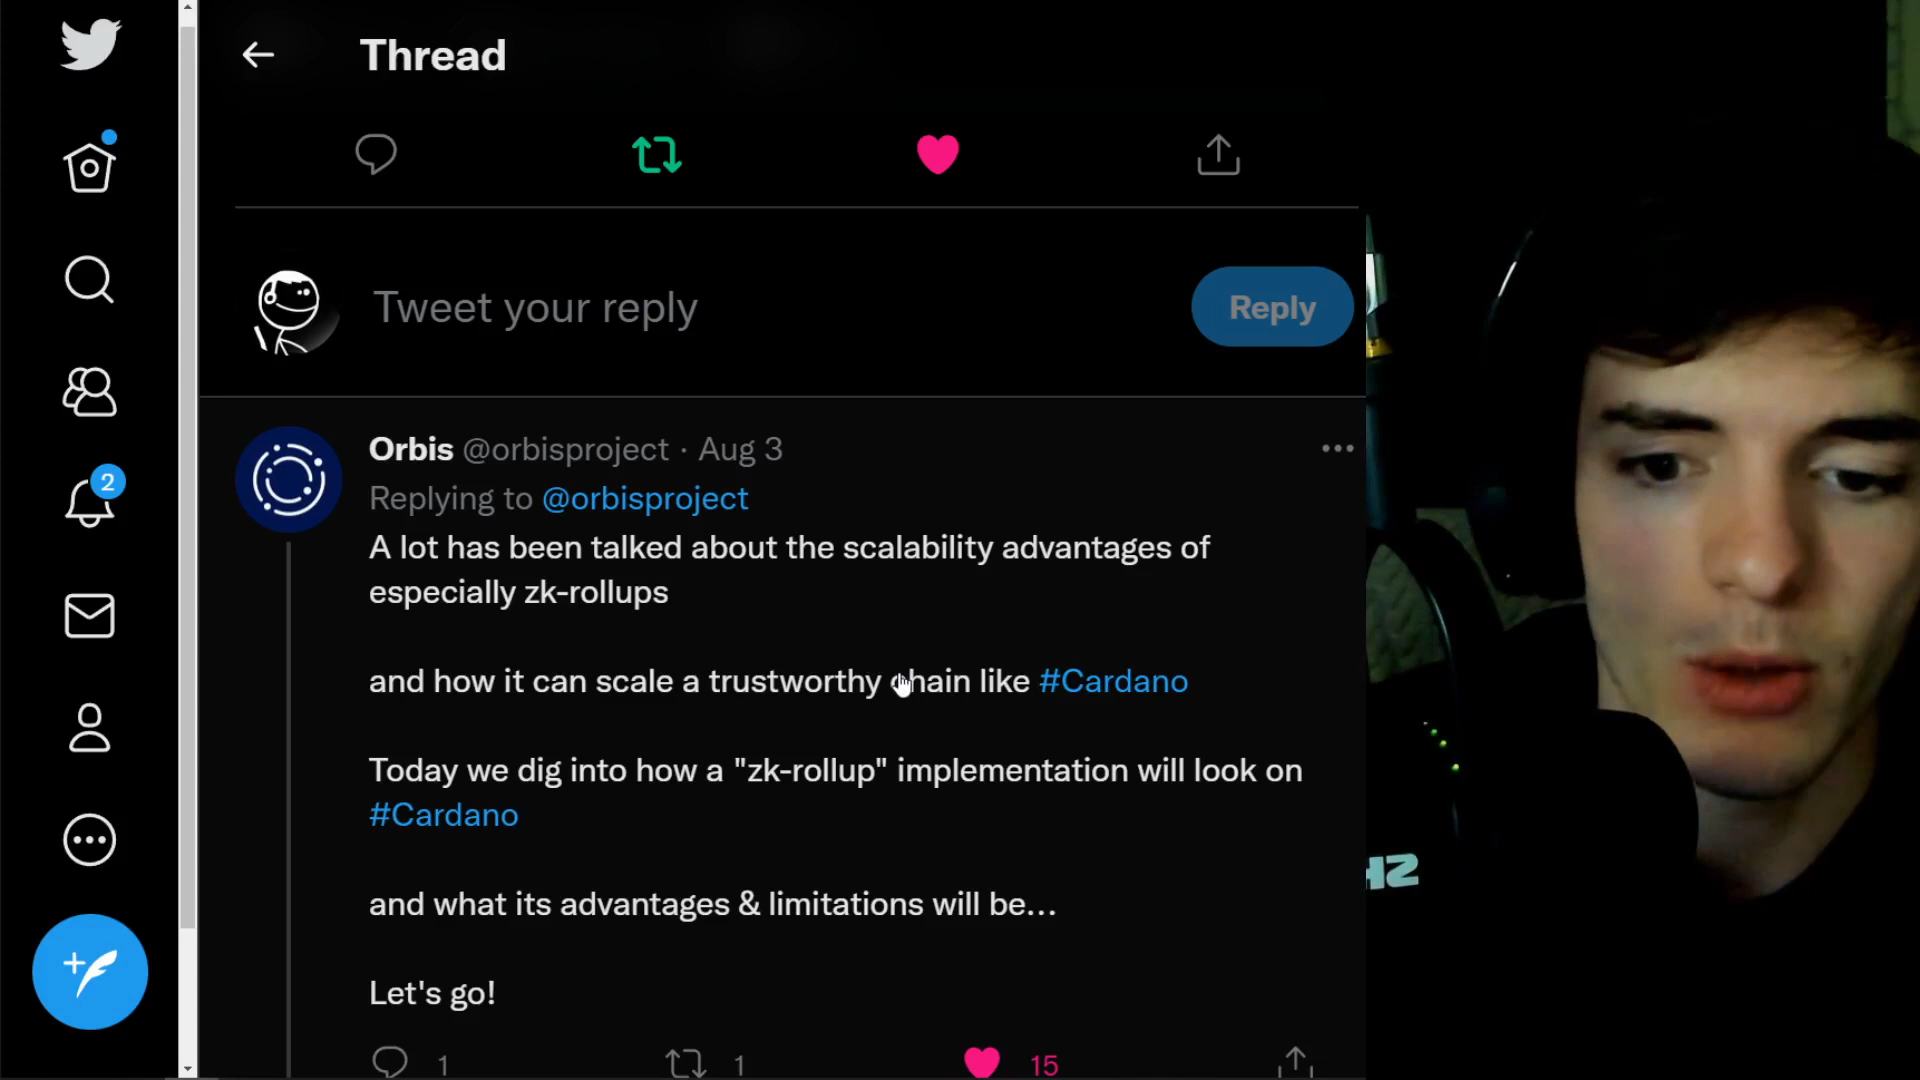 Thread
Tweet your reply
Reply
2
Orbis @orbisproject · Aug 3
Replying to @orbisproject
A lot has been talked about the scalability advantages of
especially zk-rollups
and how it can scale a trustworthy chain like #Cardano
Today we dig into how a "zk-rollup" implementation will look on
#Cardano
and what its advantages & limitations will be...
Let's go!
1 1 15